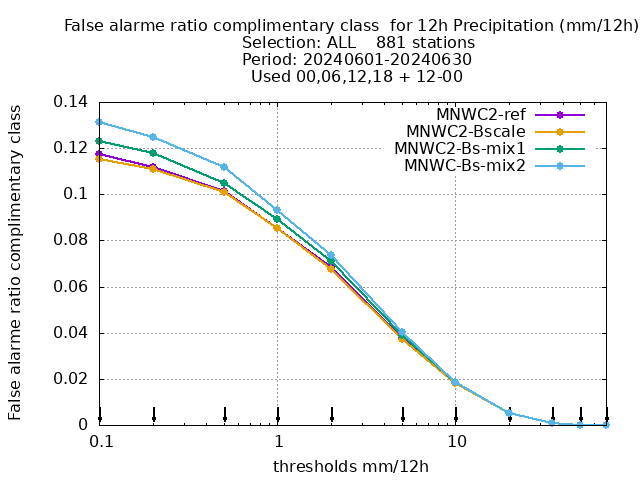 False alarme ratio complimentary class  for 12h Precipitation (mm/12h)
Selection: ALL    881 stations
Period: 20240601-20240630
Used 00,06,12,18 + 12-00
MNWC2-ref
MNWC2-Bscale
MNWC2-Bs-mix1
MNWC-Bs-mix2
False alarme ratio complimentary class
0.14
0.12
0.1
0.08
0.06
0.04
0.02
0
0.1 1 10
thresholds mm/12h